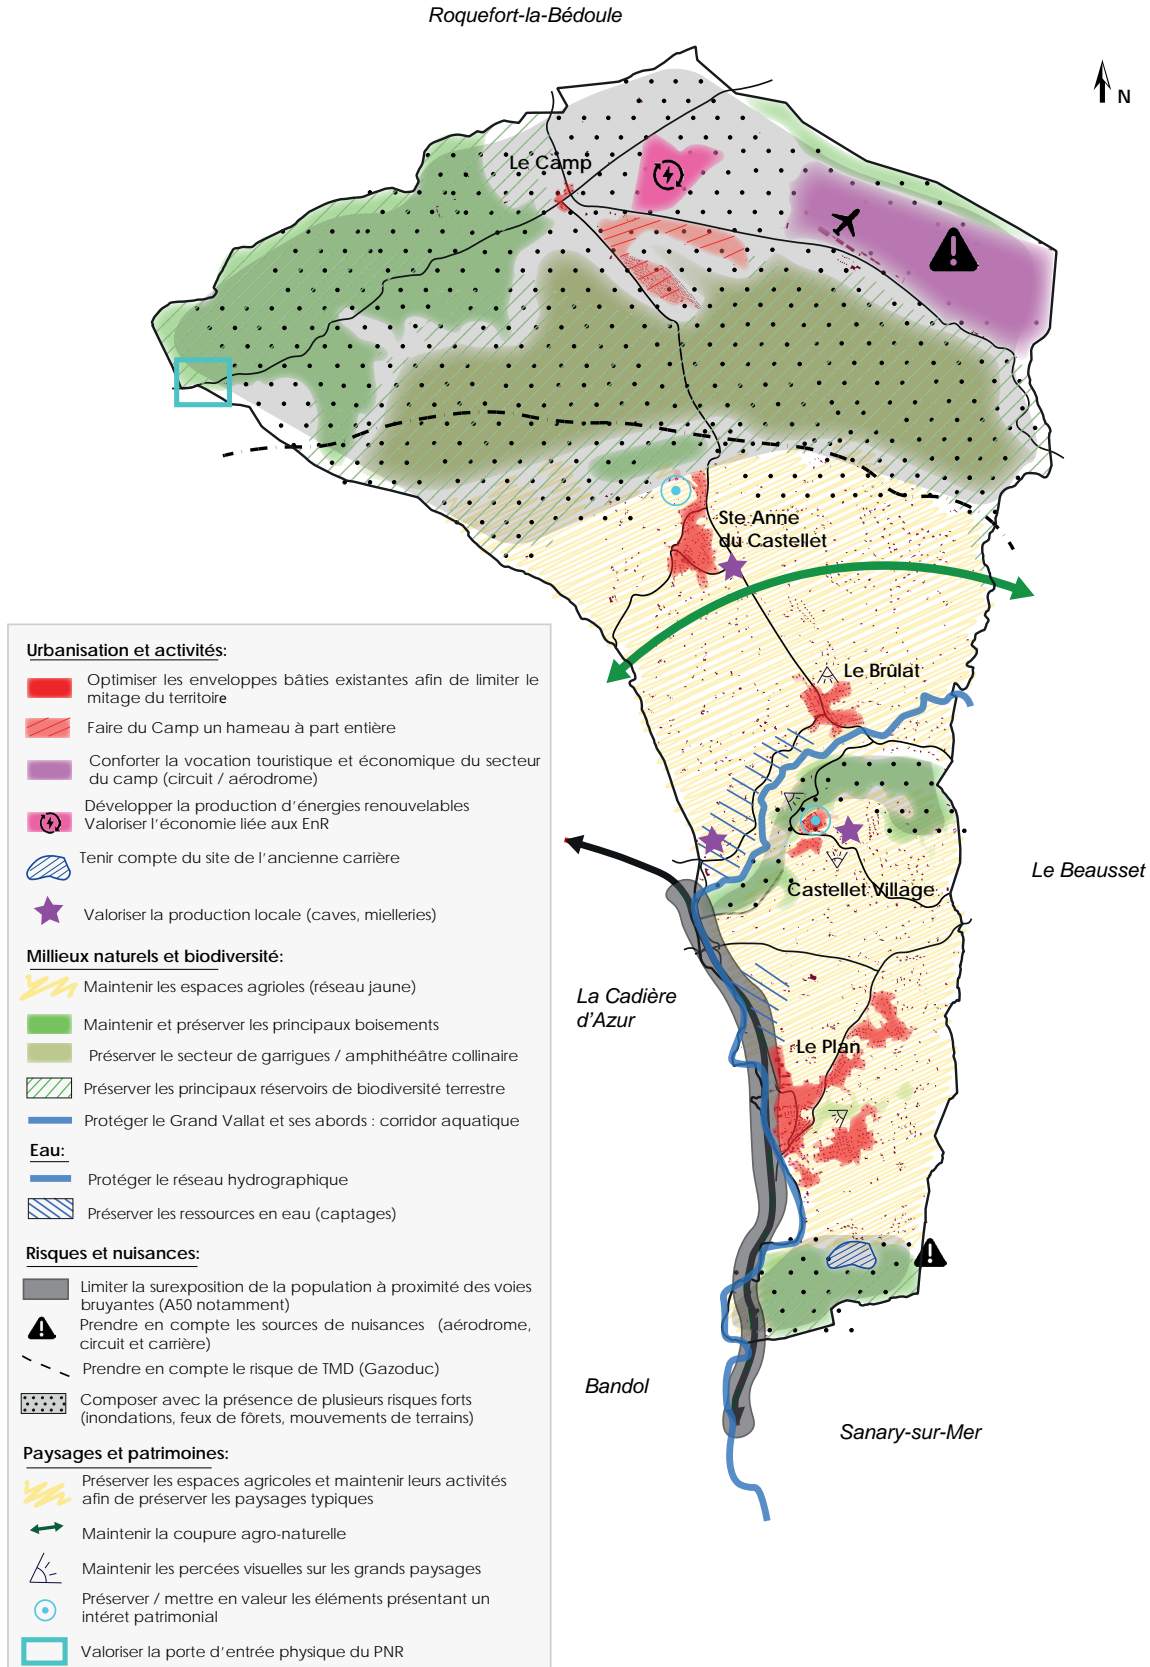 Roquefort-la-Bédoule
N
Le Camp
Ste Anne
du Castellet
Le Brûlat
Castellet Village
Le Beausset
La Cadière
d'Azur
Le Plan
Bandol
Sanary-sur-Mer
Urbanisation et activités:
Optimiser les enveloppes bâties existantes afin de limiter le
mitage du territoire
Faire du Camp un hameau à part entière
Conforter la vocation touristique et économique du secteur
du camp (circuit / aérodrome)
Développer la production d'énergies renouvelables
Valoriser l'économie liée aux EnR
Tenir compte du site de l'ancienne carrière
Valoriser la production locale (caves, mielleries)
Millieux naturels et biodiversité:
Maintenir les espaces agrioles (réseau jaune)
Maintenir et préserver les principaux boisements
Préserver le secteur de garrigues / amphithéâtre collinaire
Préserver les principaux réservoirs de biodiversité terrestre
Protéger le Grand Vallat et ses abords : corridor aquatique
Eau:
Protéger le réseau hydrographique
Préserver les ressources en eau (captages)
Risques et nuisances:
Limiter la surexposition de la population à proximité des voies
bruyantes (A50 notamment)
Prendre en compte les sources de nuisances (aérodrome,
circuit et carrière)
Prendre en compte le risque de TMD (Gazoduc)
Composer avec la présence de plusieurs risques forts
(inondations, feux de fôrets, mouvements de terrains)
Paysages et patrimoines:
Préserver les espaces agricoles et maintenir leurs activités
afin de préserver les paysages typiques
Maintenir la coupure agro-naturelle
Maintenir les percées visuelles sur les grands paysages
Préserver / mettre en valeur les éléments présentant un
intéret patrimonial
Valoriser la porte d'entrée physique du PNR